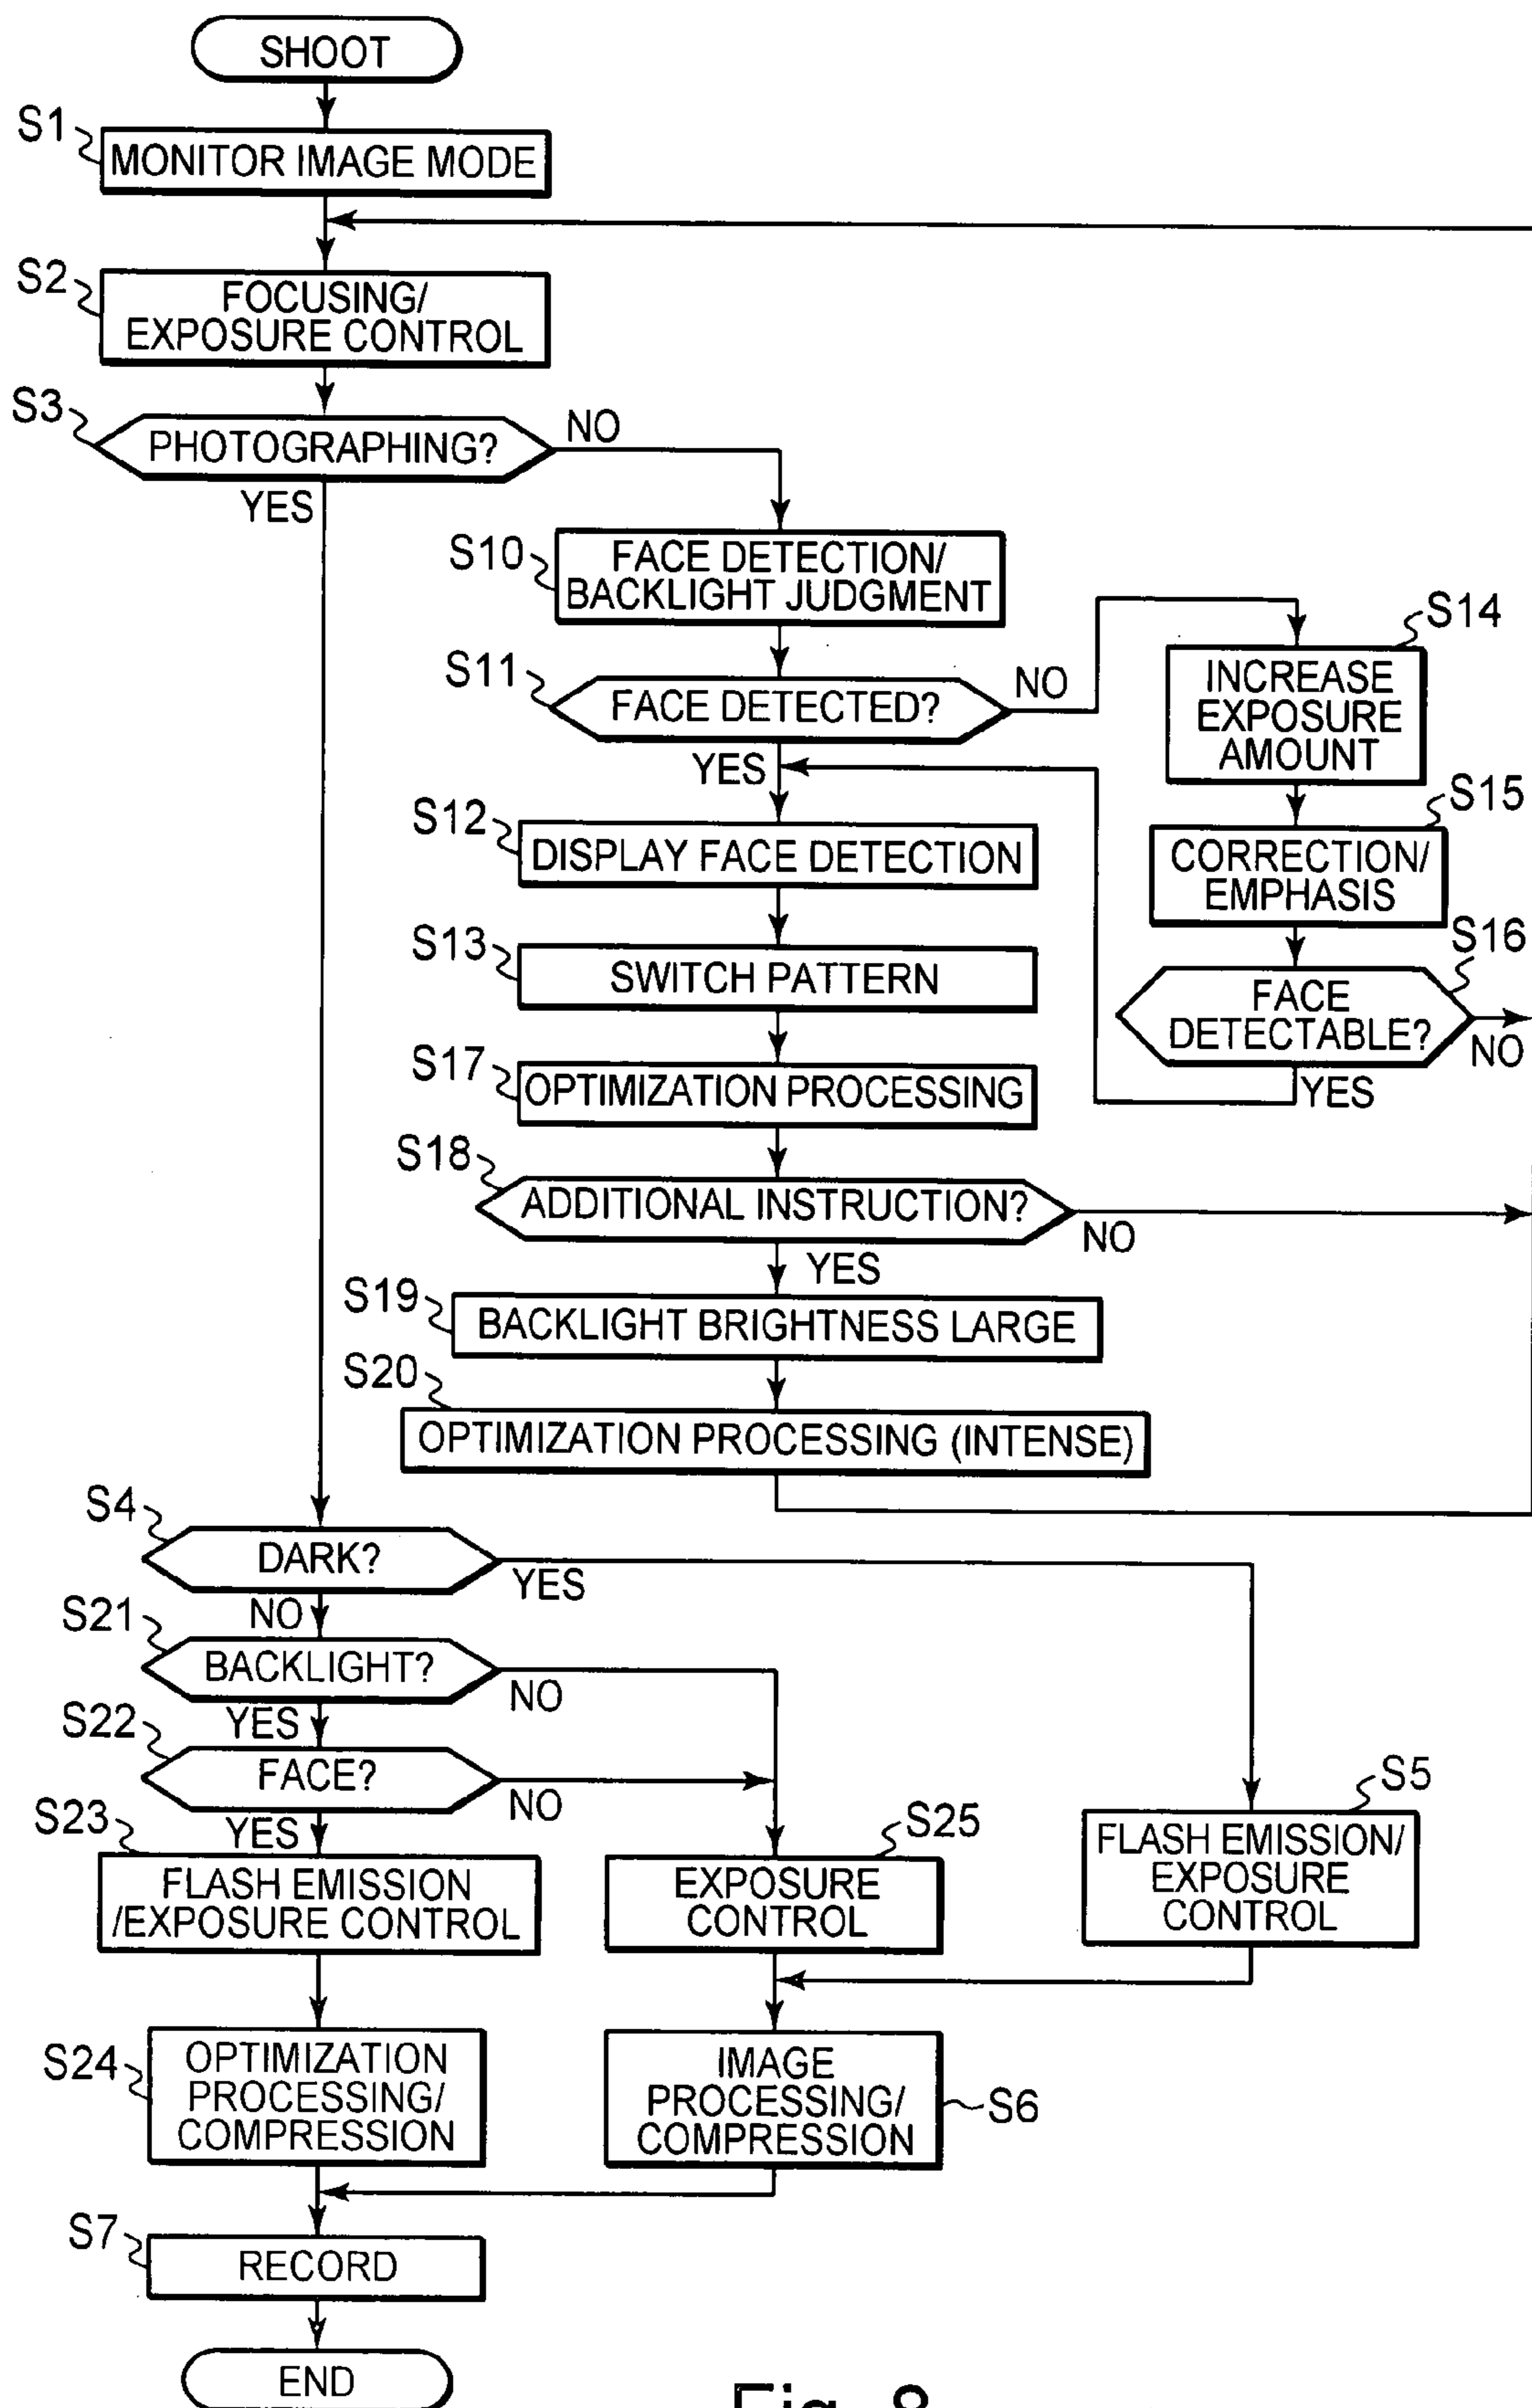 SHOOT
S1
MONITOR IMAGE MODE
S2
FOCUSING/
EXPOSURE CONTROL
S3
PHOTOGRAPHING?
NO
YES
S10
FACE DETECTION/
BACKLIGHT JUDGMENT
S11
FACE DETECTED?
NO
YES
S14
INCREASE
EXPOSURE
AMOUNT
S12
DISPLAY FACE DETECTION
S15
CORRECTION/
EMPHASIS
S13
SWITCH PATTERN
S16
FACE
DETECTABLE?
NO
YES
S17
OPTIMIZATION PROCESSING
S18
ADDITIONAL INSTRUCTION?
NO
YES
S19
BACKLIGHT BRIGHTNESS LARGE
S20
OPTIMIZATION PROCESSING (INTENSE)
S4
DARK?
YES
NO
S21
BACKLIGHT?
NO
YES
S22
FACE?
NO
YES
S23
FLASH EMISSION
/EXPOSURE CONTROL
S25
EXPOSURE
CONTROL
S5
FLASH EMISSION/
EXPOSURE
CONTROL
S24
OPTIMIZATION
PROCESSING/
COMPRESSION
IMAGE
PROCESSING/
COMPRESSION
S6
S7
RECORD
END
Fig. 8